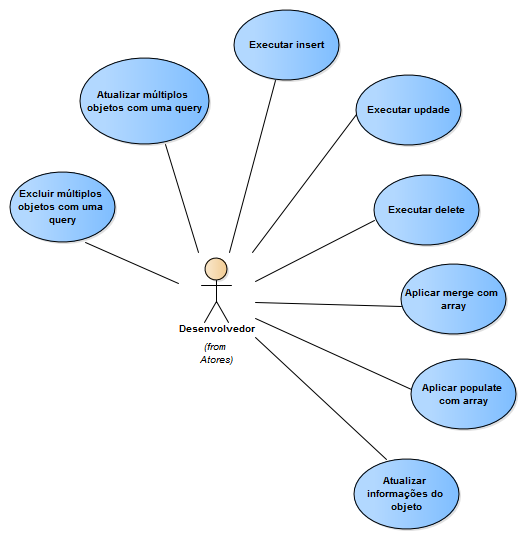 Executar insert
Atualizar múltiplos
objetos com uma query
Executar updade
Excluir múltiplos
objetos com uma
query
Executar delete
Aplicar merge com
array
Desenvolvedor
(from
Atores)
Aplicar populate
com array
Atualizar
informações do
objeto